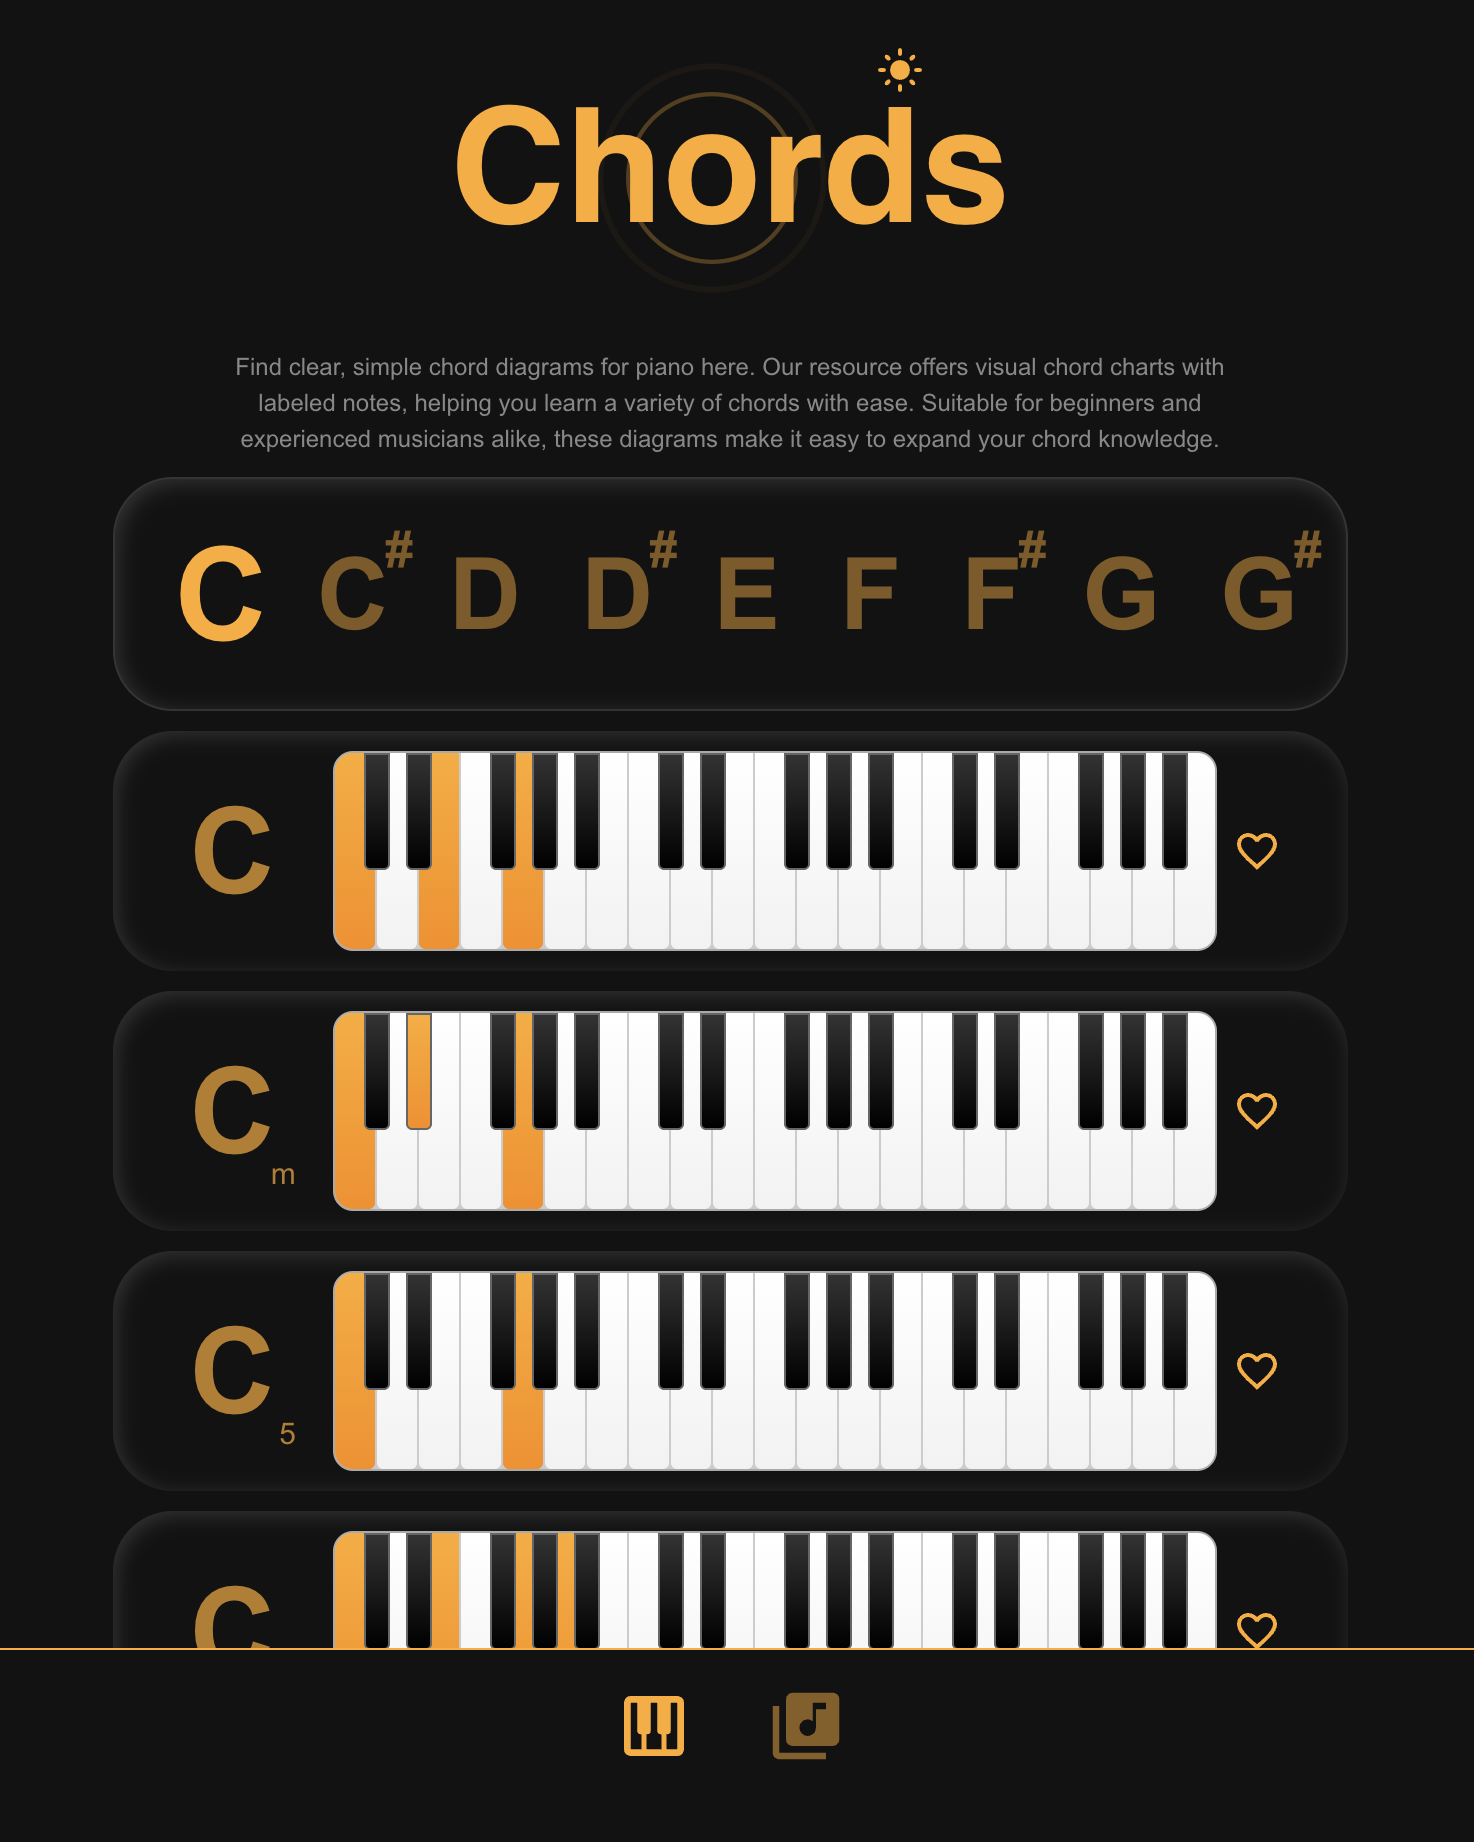 Chords
Find clear, simple chord diagrams for piano here. Our resource offers visual chord charts with
labeled notes, helping you learn a variety of chords with ease. Suitable for beginners and
experienced musicians alike, these diagrams make it easy to expand your chord knowledge.
C C# D D# E F F# G G#
C
Cm
C5
C